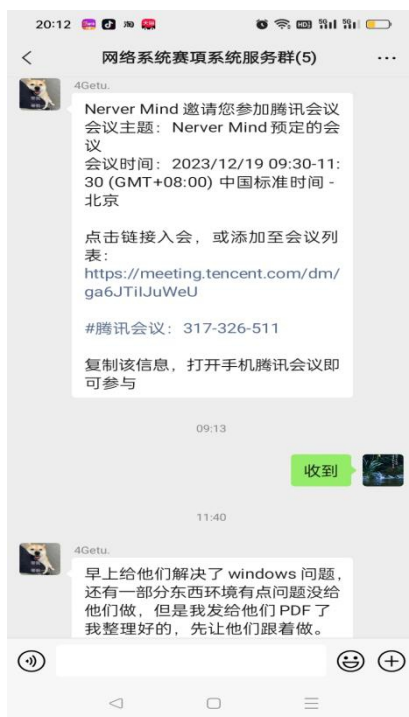 20:12
网络系统赛项系统服务群(5)
4Getu.
Nerver Mind 邀请您参加腾讯会议
会议主题：Nerver Mind 预定的会
议
会议时间：2023/12/19 09:30-11:
30 (GMT+08:00) 中国标准时间 -
北京
点击链接入会，或添加至会议列
表：
https://meeting.tencent.com/dm/
ga6JTilJuWeU
#腾讯会议：317-326-511
复制该信息，打开手机腾讯会议即
可参与
09:13
收到
11:40
4Getu.
早上给他们解决了 windows 问题，
还有一部分东西环境有点问题没给
他们做，但是我发给他们 PDF 了
我整理好的，先让他们跟着做。